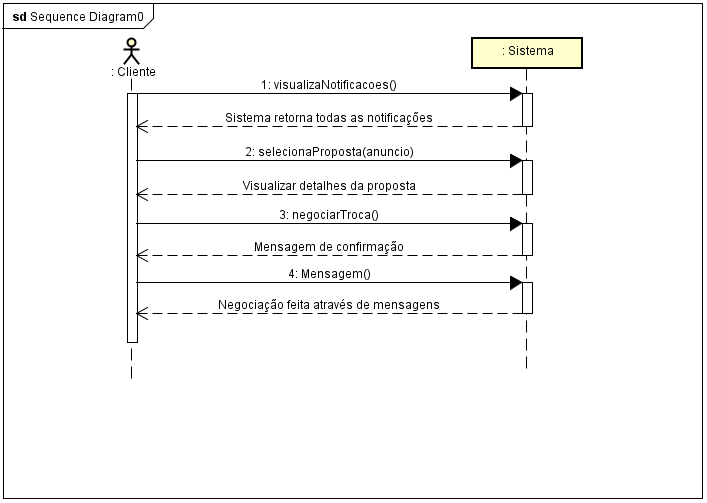 sd Sequence Diagram0
: Cliente
: Sistema
1: visualizaNotificacoes()
Sistema retorna todas as notificações
2: selecionaProposta(anuncio)
Visualizar detalhes da proposta
3: negociarTroca()
Mensagem de confirmação
4: Mensagem()
Negociação feita através de mensagens